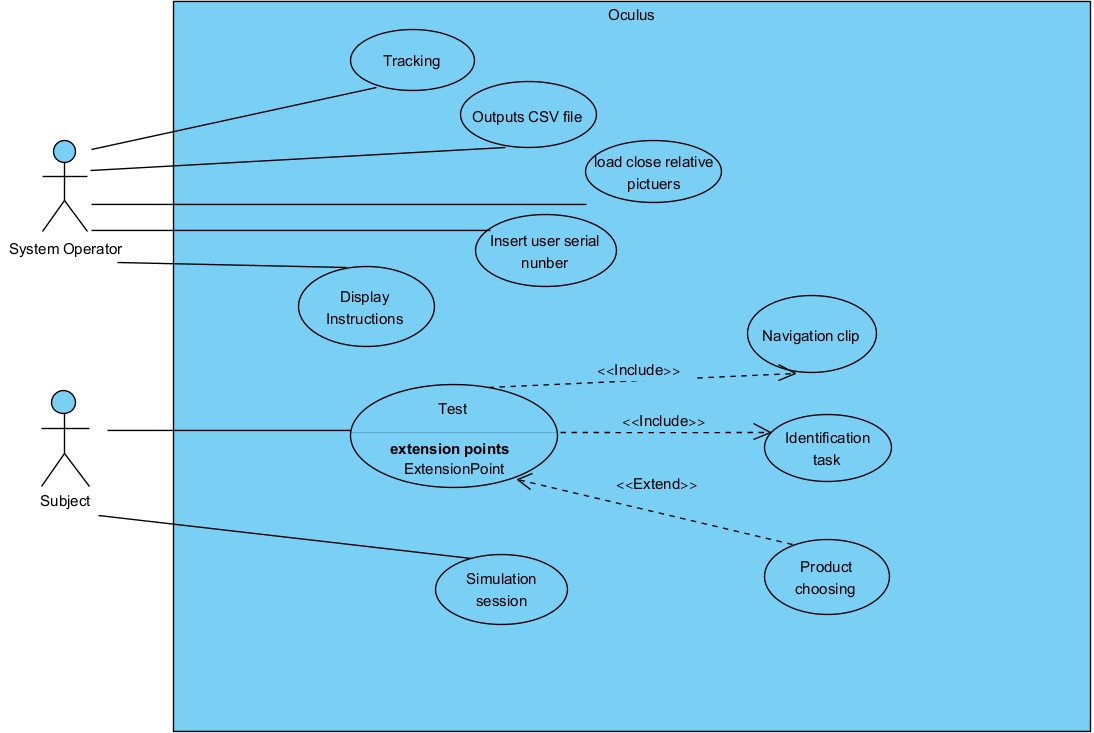 Oculus
Tracking
Outputs CSV file
load close relative
pictuers
System Operator
Insert user serial
nunber
Display
Instructions
Navigation clip
<<Include>>
Test
<<Include>>
Identification
task
extension points
ExtensionPoint
<<Extend>>
Subject
Simulation
session
Product
choosing